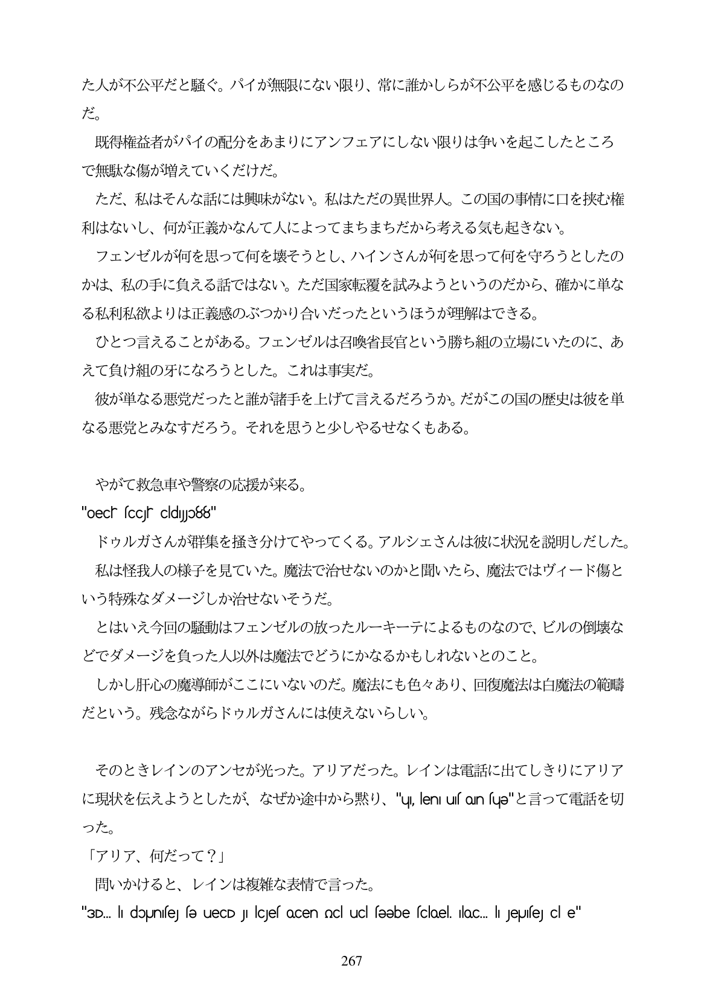 た人が不公平だと騒ぐ。パイが無限にない限り、常に誰かしらが不公平を感じるものなの
だ。
既得権益者がパイの配分をあまりにアンフェアにしない限りは争いを起こしたところ
で無駄な傷が増えていくだけだ。
ただ、私はそんな話には興味がない。私はただの異世界人。この国の事情に口を挟む権
利はないし、何が正義かなんて人によってまちまちだから考える気も起きない。
フェンゼルが何を思って何を壊そうとし、ハインさんが何を思って何を守ろうとしたの
かは、私の手に負える話ではない。ただ国家転覆を試みようというのだから、確かに単な
る私利私欲よりは正義感のぶつかり合いだったというほうが理解はできる。
ひとつ言えることがある。フェンゼルは召喚省長官という勝ち組の立場にいたのに、あ
えて負け組の牙になろうとした。これは事実だ。
彼が単なる悪党だったと誰が諸手を上げて言えるだろうか。だがこの国の歴史は彼を単
なる悪党とみなすだろう。それを思うと少しやるせなくもある。
やがて救急車や警察の応援が来る。
ドゥルガさんが群集を掻き分けてやってくる。アルシェさんは彼に状況を説明しだした。
私は怪我人の様子を見ていた。魔法で治せないのかと聞いたら、魔法ではヴィード傷と
いう特殊なダメージしか治せないそうだ。
とはいえ今回の騒動はフェンゼルの放ったルーキーテによるものなので、ビルの倒壊な
どでダメージを負った人以外は魔法でどうにかなるかもしれないとのこと。
しかし肝心の魔導師がここにいないのだ。魔法にも色々あり、回復魔法は白魔法の範疇
だという。残念ながらドゥルガさんには使えないらしい。
そのときレインのアンセが光った。アリアだった。レインは電話に出てしきりにアリア
に現状を伝えようとしたが、なぜか途中から黙り、" "と言って電話を切
った。
「アリア、何だって？」
問いかけると、レインは複雑な表情で言った。
267